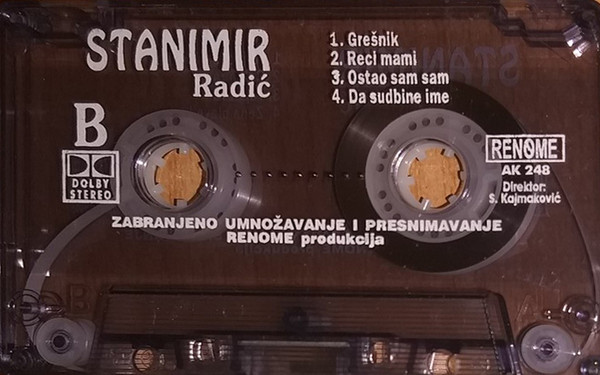 STANIMIR
Radić
1. Grešnik
2. Reci mami
3. Ostao sam sam
4. Da sudbine ime
B
DOLBY
STEREO
RENOME
AK 248
Direktor:
S. Kajmaković
ZABRANJENO UMNOŽAVANJE I PRESNIMAVANJE
RENOME produkcija